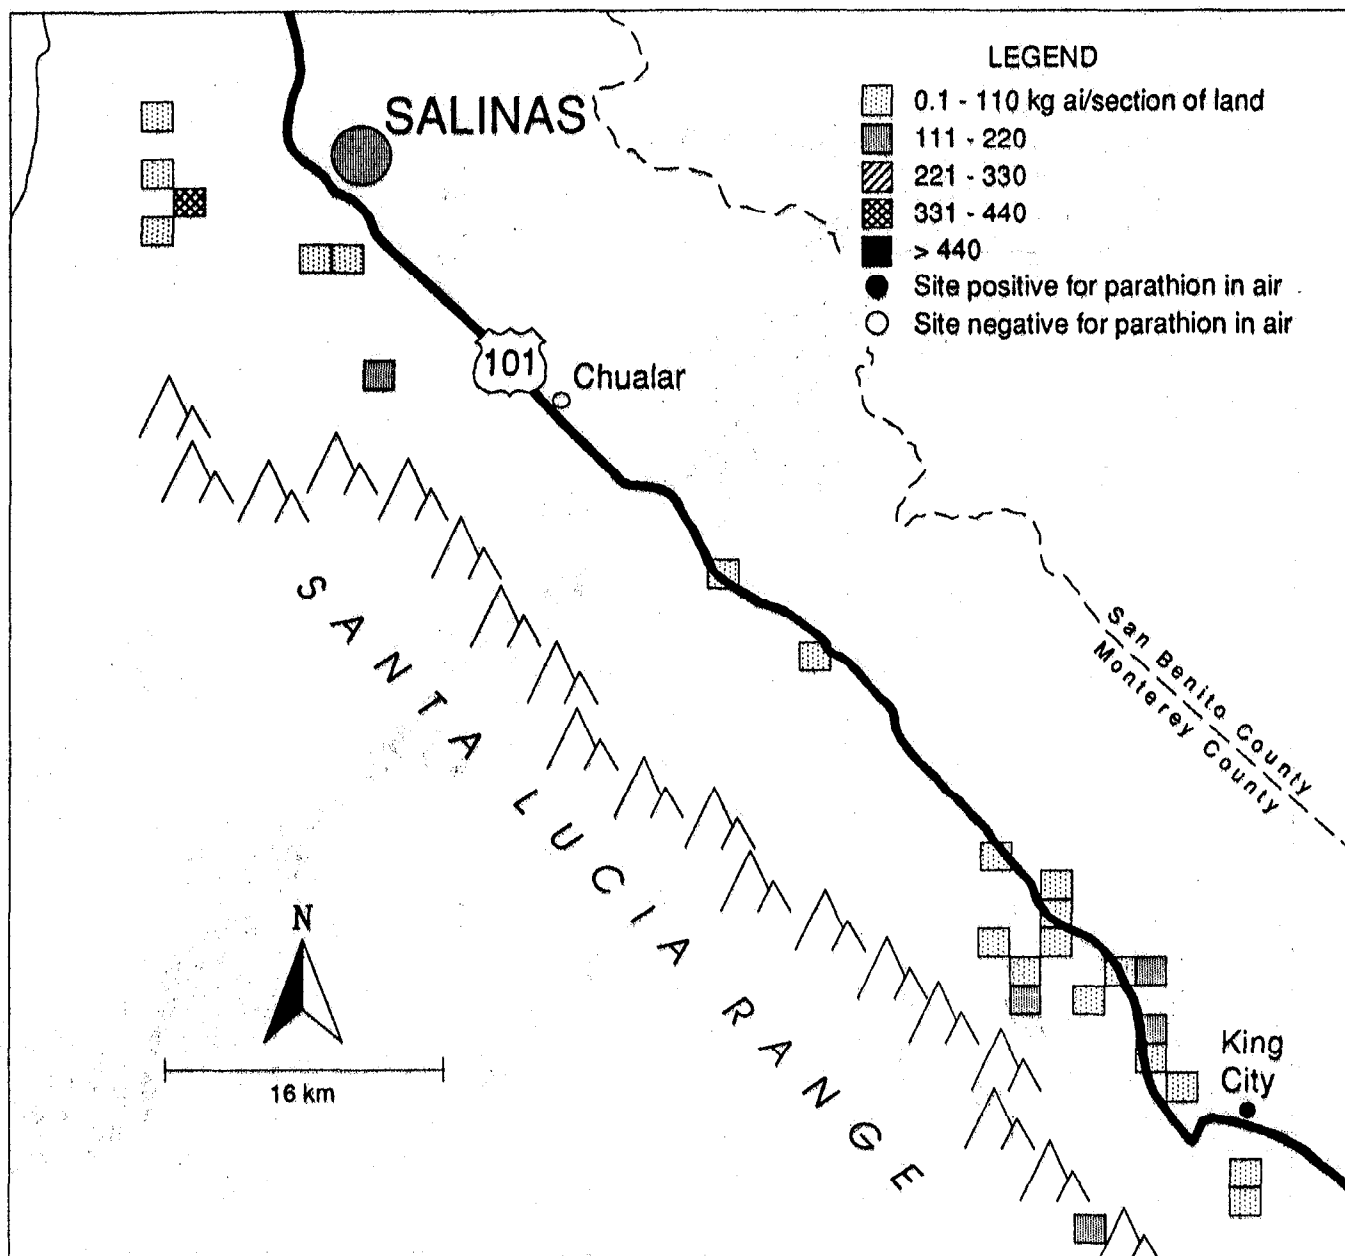 LEGEND
0.1 - 110 kg ai/section of land
111 - 220
221 - 330
331 - 440
> 440
Site positive for parathion in air
Site negative for parathion in air
SALINAS
101
Chualar
San Benito County
Monterey County
SANTA LUCIA RANGE
N
16 km
King
City